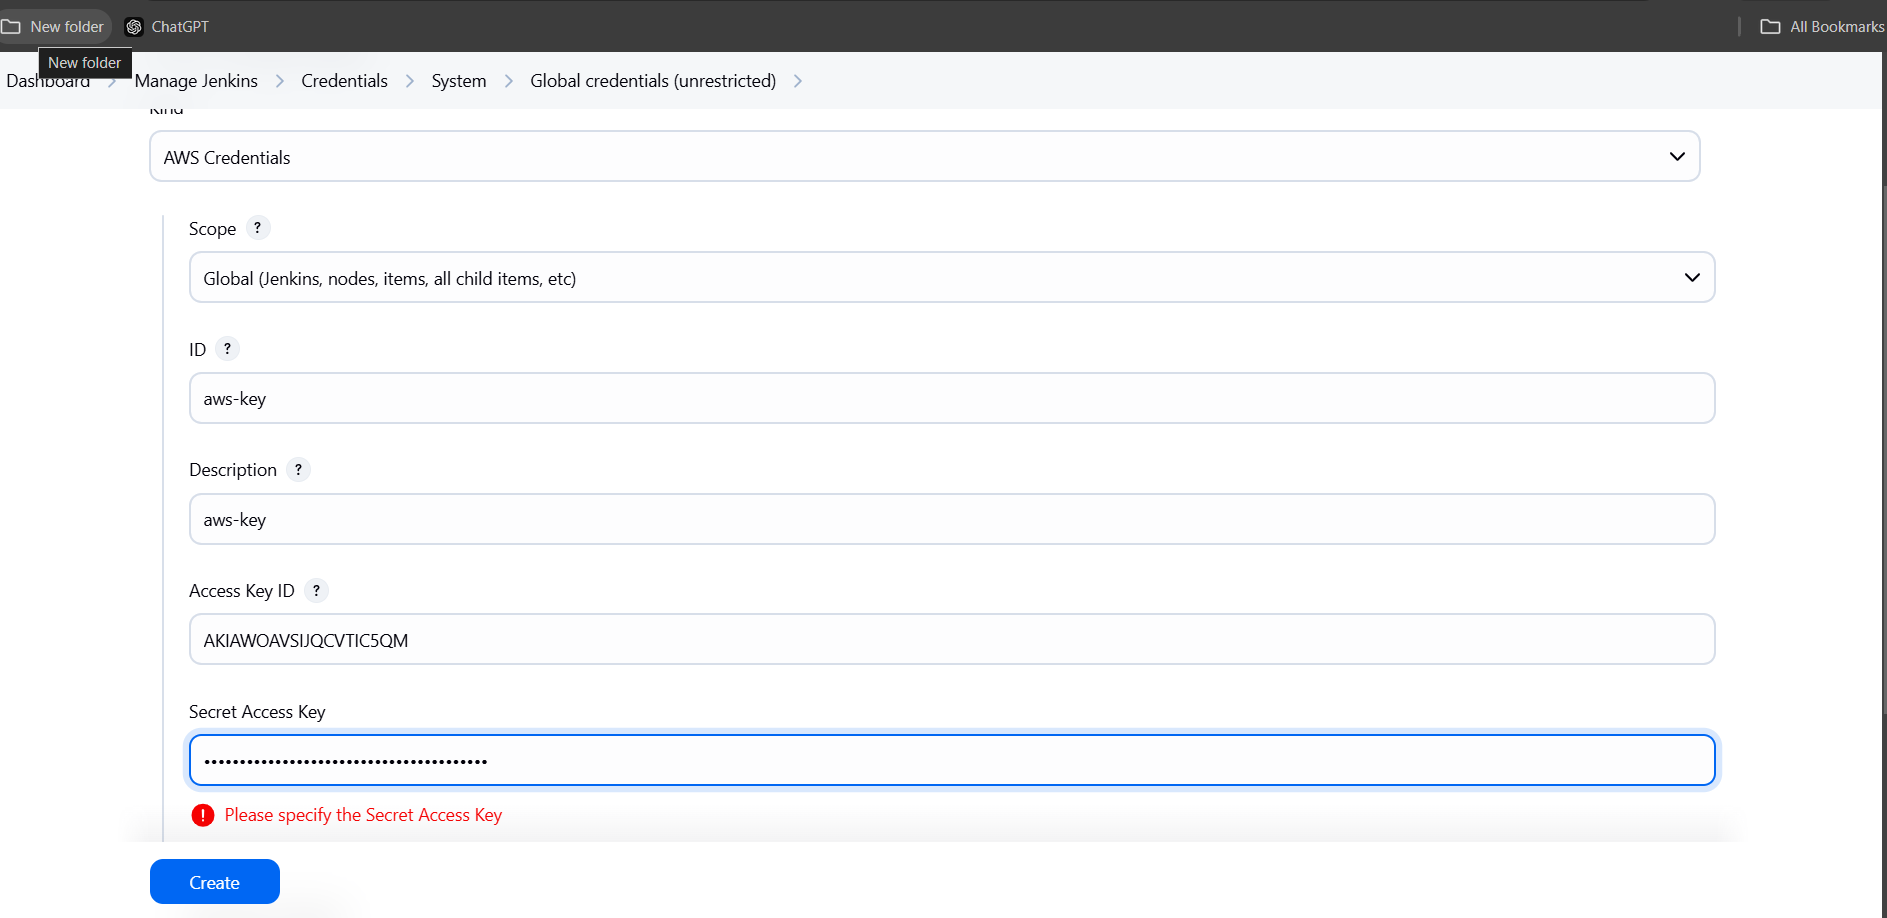 New folder ChatGPT All Bookmarks
New folder
Dashboard Manage Jenkins Credentials System Global credentials (unrestricted)
Kind
AWS Credentials
Scope ?
Global (Jenkins, nodes, items, all child items, etc)
ID ?
aws-key
Description ?
aws-key
Access Key ID ?
AKIAWOAVSIJQCVTIC5QM
Secret Access Key
Please specify the Secret Access Key
Create